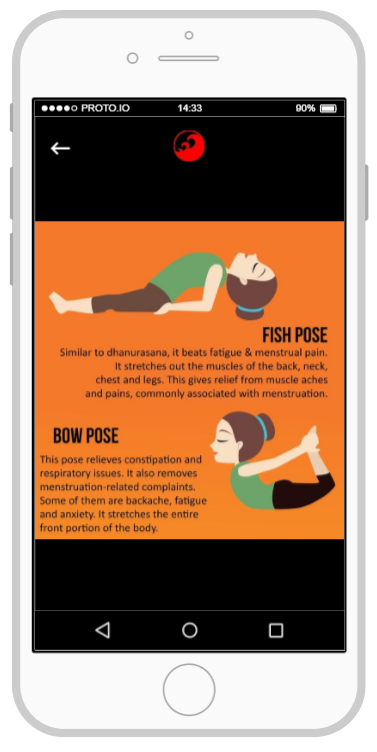 PROTO.IO 14:33 90%
FISH POSE
Similar to dhanurasana, it beats fatigue & menstrual pain.
It stretches out the muscles of the back, neck,
chest and legs. This gives relief from muscle aches
and pains, commonly associated with menstruation.
BOW POSE
This pose relieves constipation and
respiratory issues. It also removes
menstruation-related complaints.
Some of them are backache, fatigue
and anxiety. It stretches the entire
front portion of the body.